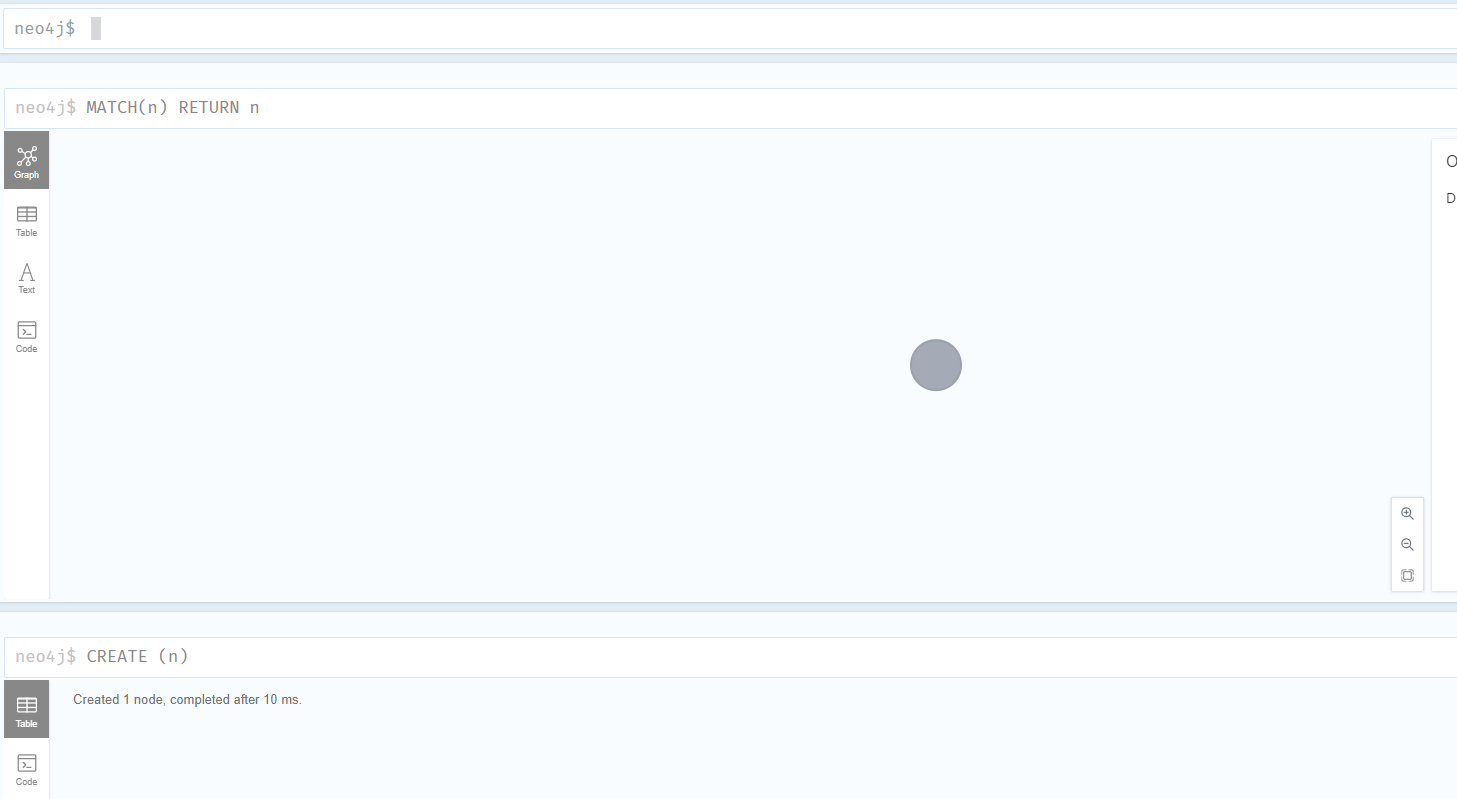 neo4j$
neo4j$ MATCH(n) RETURN n
Graph
Table
Text
Code
O
D
neo4j$ CREATE (n)
Table
Created 1 node, completed after 10 ms.
Code